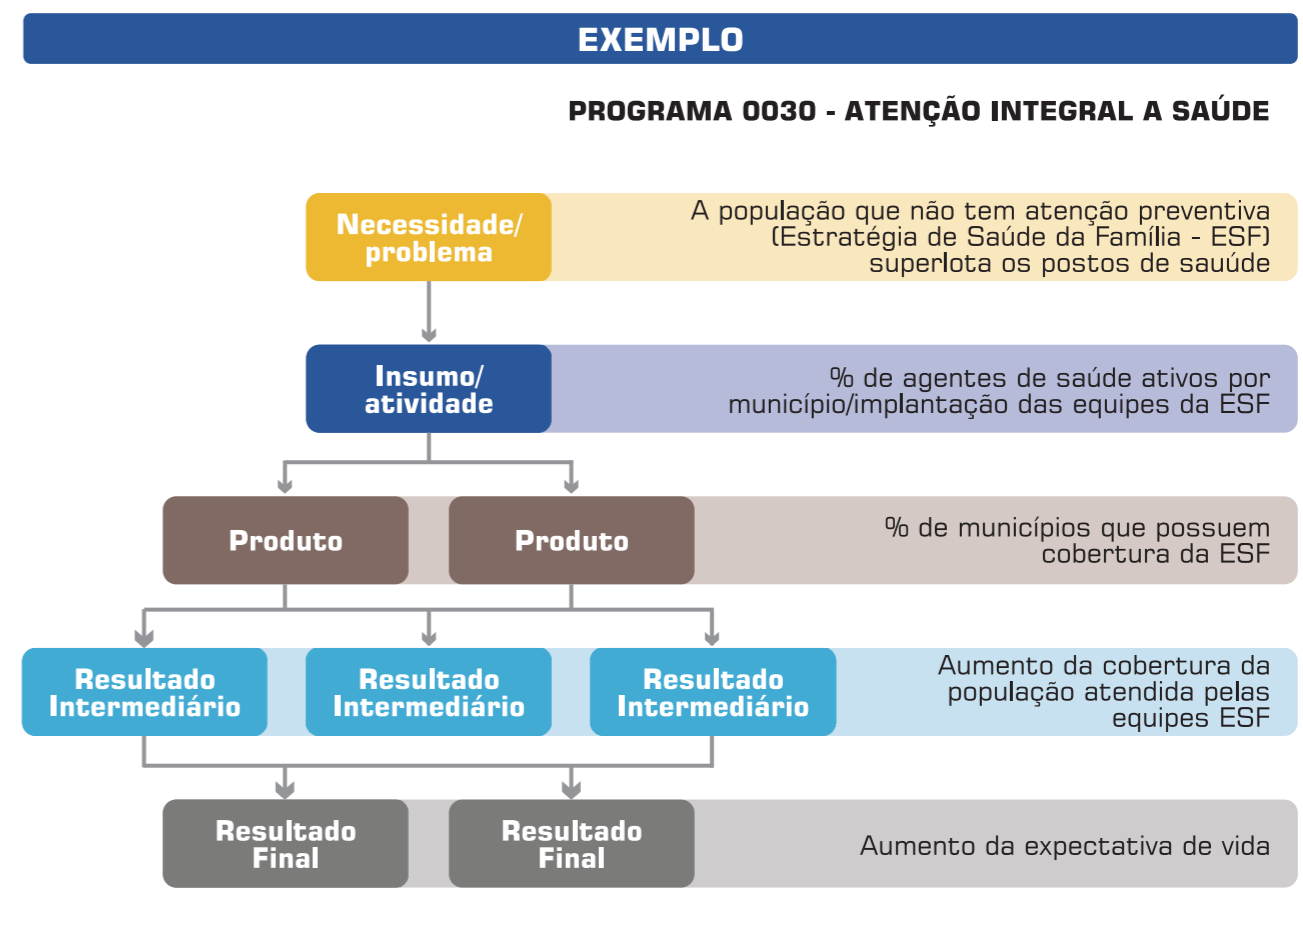 EXEMPLO
PROGRAMA 0030 - ATENÇÃO INTEGRAL A SAÚDE
Necessidade/
problema
A população que não tem atenção preventiva
(Estratégia de Saúde da Família - ESF)
superlota os postos de sauúde
Insumo/
atividade
% de agentes de saúde ativos por
município/implantação das equipes da ESF
Produto
Produto
% de municípios que possuem
cobertura da ESF
Resultado
Intermediário
Resultado
Intermediário
Resultado
Intermediário
Aumento da cobertura da
população atendida pelas
equipes ESF
Resultado
Final
Resultado
Final
Aumento da expectativa de vida